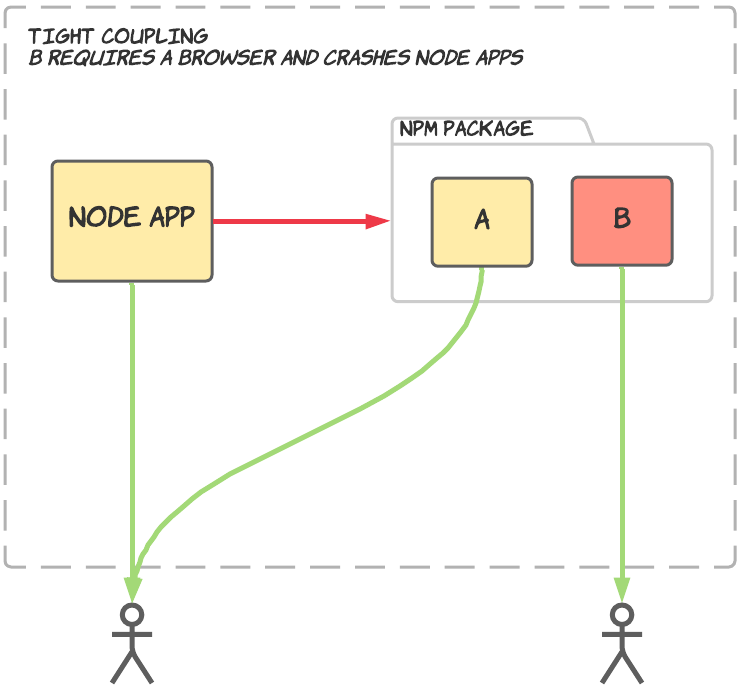 TIGHT COUPLING
B REQUIRES A BROWSER AND CRASHES NODE APPS
NPM PACKAGE
NODE APP
A
B